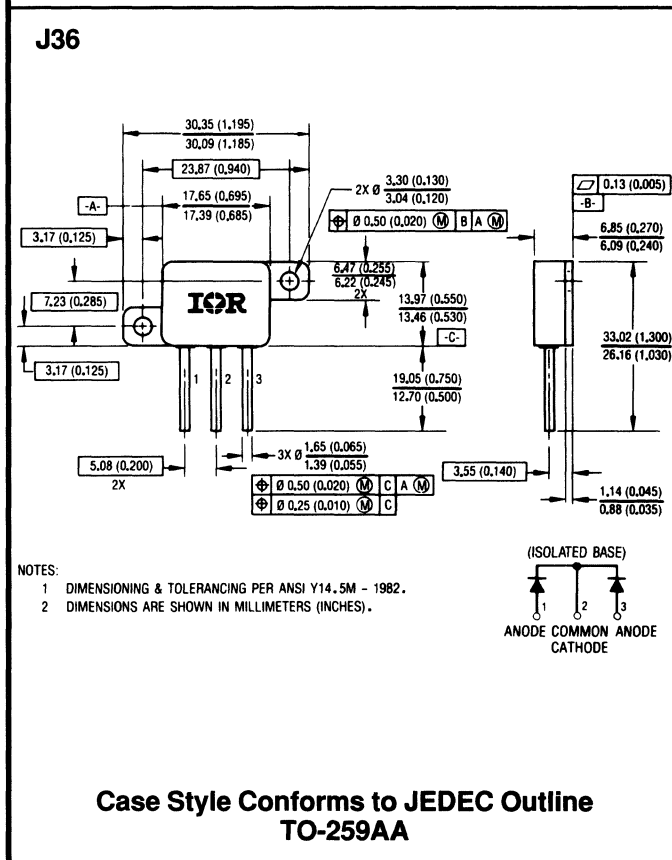 J36
30.35 (1.195)
30.09 (1.185)
23.87 (0.940)
3.30 (0.130)
2X Ø
3.04 (0.120)
⌖ Ø 0.50 (0.020) Ⓜ B A Ⓜ
-A-
17.65 (0.695)
17.39 (0.685)
⏥ 0.13 (0.005)
-B-
6.85 (0.270)
6.09 (0.240)
3.17 (0.125)
6.47 (0.255)
6.22 (0.245)
2X
7.23 (0.285)
IOR
13.97 (0.550)
13.46 (0.530)
-C-
33.02 (1.300)
26.16 (1.030)
3.17 (0.125)
1 2 3
19.05 (0.750)
12.70 (0.500)
1.65 (0.065)
3X Ø
1.39 (0.055)
5.08 (0.200)
2X
3.55 (0.140)
⌖ Ø 0.50 (0.020) Ⓜ C A Ⓜ
⌖ Ø 0.25 (0.010) Ⓜ C
1.14 (0.045)
0.88 (0.035)
NOTES:
1 DIMENSIONING & TOLERANCING PER ANSI Y14.5M - 1982.
2 DIMENSIONS ARE SHOWN IN MILLIMETERS (INCHES).
(ISOLATED BASE)
1 2 3
ANODE COMMON ANODE
CATHODE
Case Style Conforms to JEDEC Outline
TO-259AA